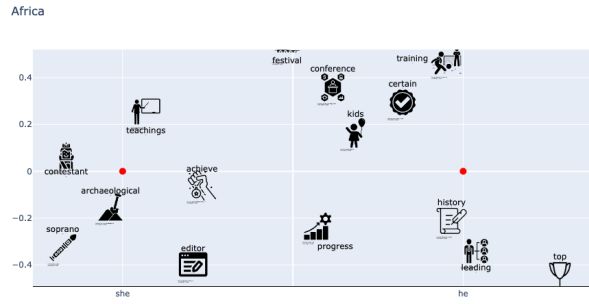 Africa
festival
conference
training
certain
0.4
teachings
kids
0.2
contestant
achieve
0
archaeological
history
−0.2
soprano
editor
progress
leading
top
−0.4
she
he